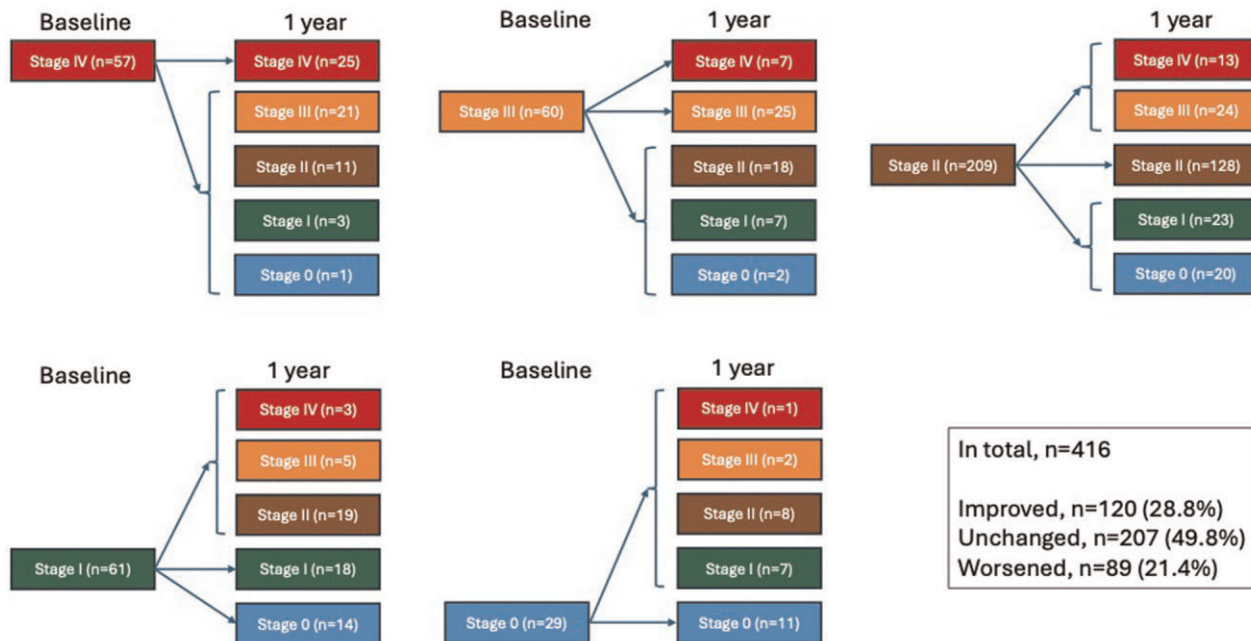 Baseline
1 year
Stage IV (n=57)
Stage IV (n=25)
Stage III (n=21)
Stage II (n=11)
Stage I (n=3)
Stage 0 (n=1)
Baseline
1 year
Stage IV (n=7)
Stage III (n=60)
Stage III (n=25)
Stage II (n=18)
Stage I (n=7)
Stage 0 (n=2)
1 year
Stage IV (n=13)
Stage III (n=24)
Stage II (n=209)
Stage II (n=128)
Stage I (n=23)
Stage 0 (n=20)
Baseline
1 year
Stage IV (n=3)
Stage III (n=5)
Stage II (n=19)
Stage I (n=61)
Stage I (n=18)
Stage 0 (n=14)
Baseline
1 year
Stage IV (n=1)
Stage III (n=2)
Stage II (n=8)
Stage I (n=7)
Stage 0 (n=29)
Stage 0 (n=11)
In total, n=416
Improved, n=120 (28.8%)
Unchanged, n=207 (49.8%)
Worsened, n=89 (21.4%)